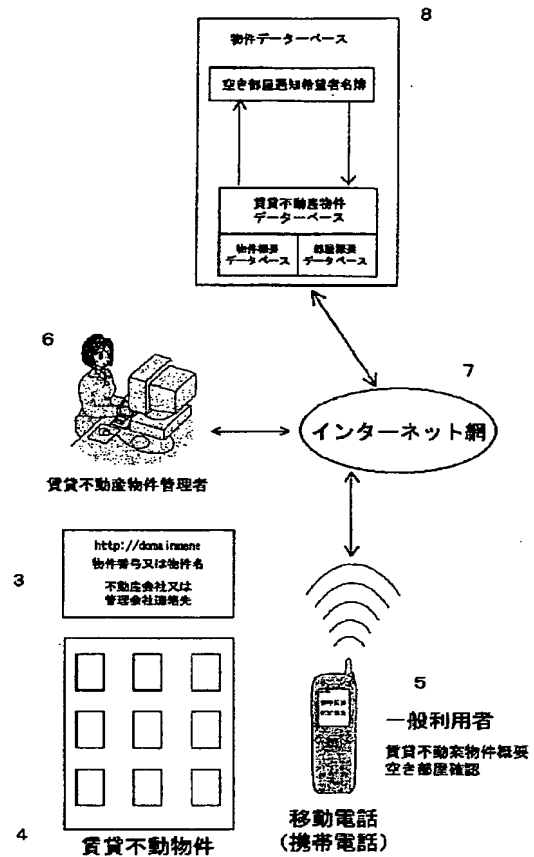 8
物件データーベース
空き部屋通知希望者名簿
賃貸不動産物件
データーベース
物件概要
データベース
部屋概要
データベース
6
7
インターネット網
賃貸不動産物件管理者
3
http://domainmens
物件番号又は物件名
不動産会社又は
管理会社連絡先
5
一般利用者
賃貸不動案物件概要
空き部屋確認
移動電話
(携帯電話)
4
賃貸不動物件